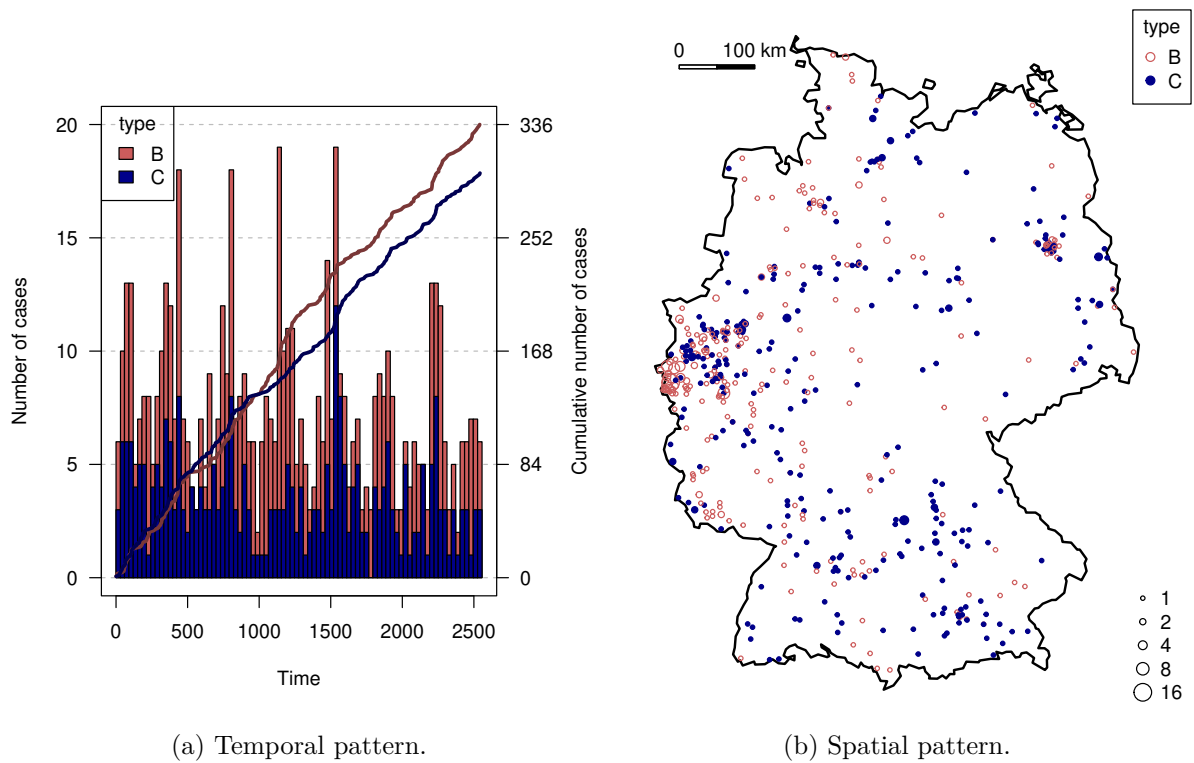 type
B
C
20
15
10
5
0
336
252
168
84
0
0 500 1000 1500 2000 2500
Number of cases
Cumulative number of cases
Time
(a) Temporal pattern.
0 100 km
type
B
C
1
2
4
8
16
(b) Spatial pattern.